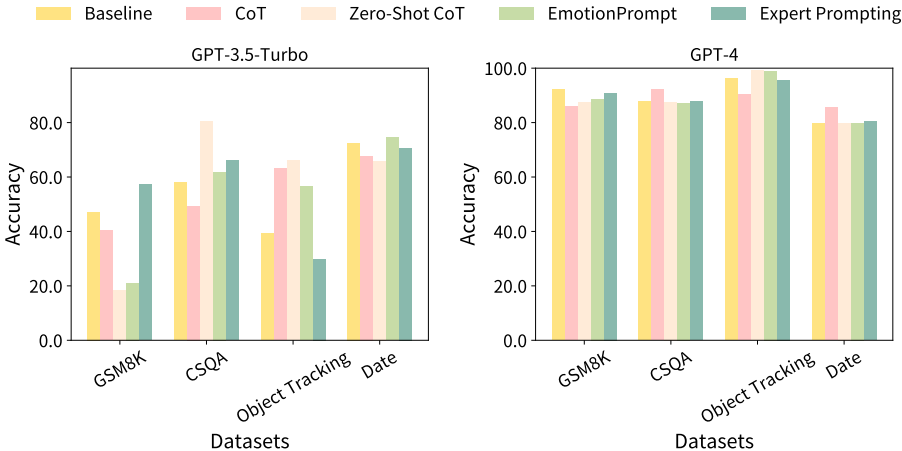 Baseline CoT Zero-Shot CoT EmotionPrompt Expert Prompting
GPT-3.5-Turbo
80.0
60.0
40.0
20.0
0.0
Accuracy
GSM8K
CSQA
Object Tracking
Date
Datasets
GPT-4
100.0
80.0
60.0
40.0
20.0
0.0
Accuracy
GSM8K
CSQA
Object Tracking
Date
Datasets